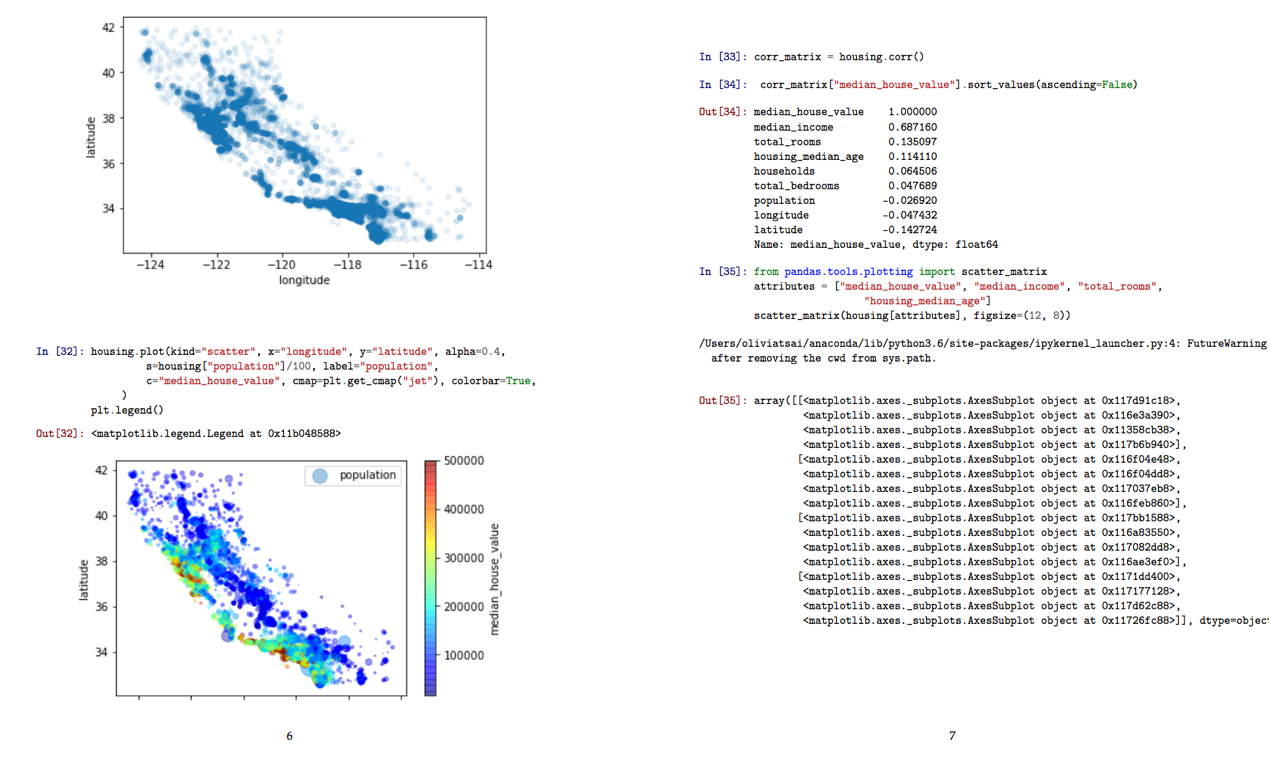 42
40
38
36
34
latitude
−124 −122 −120 −118 −116 −114
longitude
In [32]: housing.plot(kind="scatter", x="longitude", y="latitude", alpha=0.4,
s=housing["population"]/100, label="population",
c="median_house_value", cmap=plt.get_cmap("jet"), colorbar=True,
)
plt.legend()
Out[32]: <matplotlib.legend.Legend at 0x11b048588>
population
42
40
38
36
34
latitude
500000
400000
300000
200000
100000
median_house_value
6
In [33]: corr_matrix = housing.corr()
In [34]: corr_matrix["median_house_value"].sort_values(ascending=False)
Out[34]: median_house_value 1.000000
median_income 0.687160
total_rooms 0.135097
housing_median_age 0.114110
households 0.064506
total_bedrooms 0.047689
population -0.026920
longitude -0.047432
latitude -0.142724
Name: median_house_value, dtype: float64
In [35]: from pandas.tools.plotting import scatter_matrix
attributes = ["median_house_value", "median_income", "total_rooms",
"housing_median_age"]
scatter_matrix(housing[attributes], figsize=(12, 8))
/Users/oliviatsai/anaconda/lib/python3.6/site-packages/ipykernel_launcher.py:4: FutureWarning
after removing the cwd from sys.path.
Out[35]: array([[<matplotlib.axes._subplots.AxesSubplot object at 0x117d91c18>,
<matplotlib.axes._subplots.AxesSubplot object at 0x116e3a390>,
<matplotlib.axes._subplots.AxesSubplot object at 0x11358cb38>,
<matplotlib.axes._subplots.AxesSubplot object at 0x117b6b940>],
[<matplotlib.axes._subplots.AxesSubplot object at 0x116f04e48>,
<matplotlib.axes._subplots.AxesSubplot object at 0x116f04dd8>,
<matplotlib.axes._subplots.AxesSubplot object at 0x117037eb8>,
<matplotlib.axes._subplots.AxesSubplot object at 0x116feb860>],
[<matplotlib.axes._subplots.AxesSubplot object at 0x117bb1588>,
<matplotlib.axes._subplots.AxesSubplot object at 0x116a83550>,
<matplotlib.axes._subplots.AxesSubplot object at 0x117082dd8>,
<matplotlib.axes._subplots.AxesSubplot object at 0x116ae3ef0>],
[<matplotlib.axes._subplots.AxesSubplot object at 0x1171dd400>,
<matplotlib.axes._subplots.AxesSubplot object at 0x117177128>,
<matplotlib.axes._subplots.AxesSubplot object at 0x117d62c88>,
<matplotlib.axes._subplots.AxesSubplot object at 0x11726fc88>]], dtype=object
7